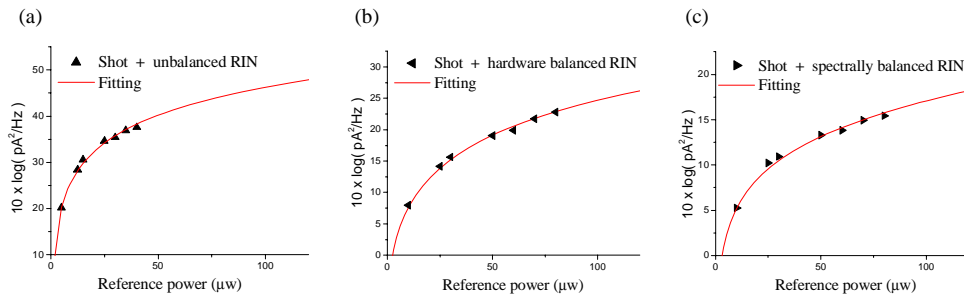 (a)
(b)
(c)
Shot + unbalanced RIN
Fitting
10 x log( pA²/Hz)
50
40
30
20
10
0
50
100
Reference power (µw)
Shot + hardware balanced RIN
Fitting
10 x log( pA²/Hz)
30
25
20
15
10
5
0
0
50
100
Reference power (µw)
Shot + spectrally balanced RIN
Fitting
10 x log( pA²/Hz)
20
15
10
5
0
0
50
100
Reference power (µw)